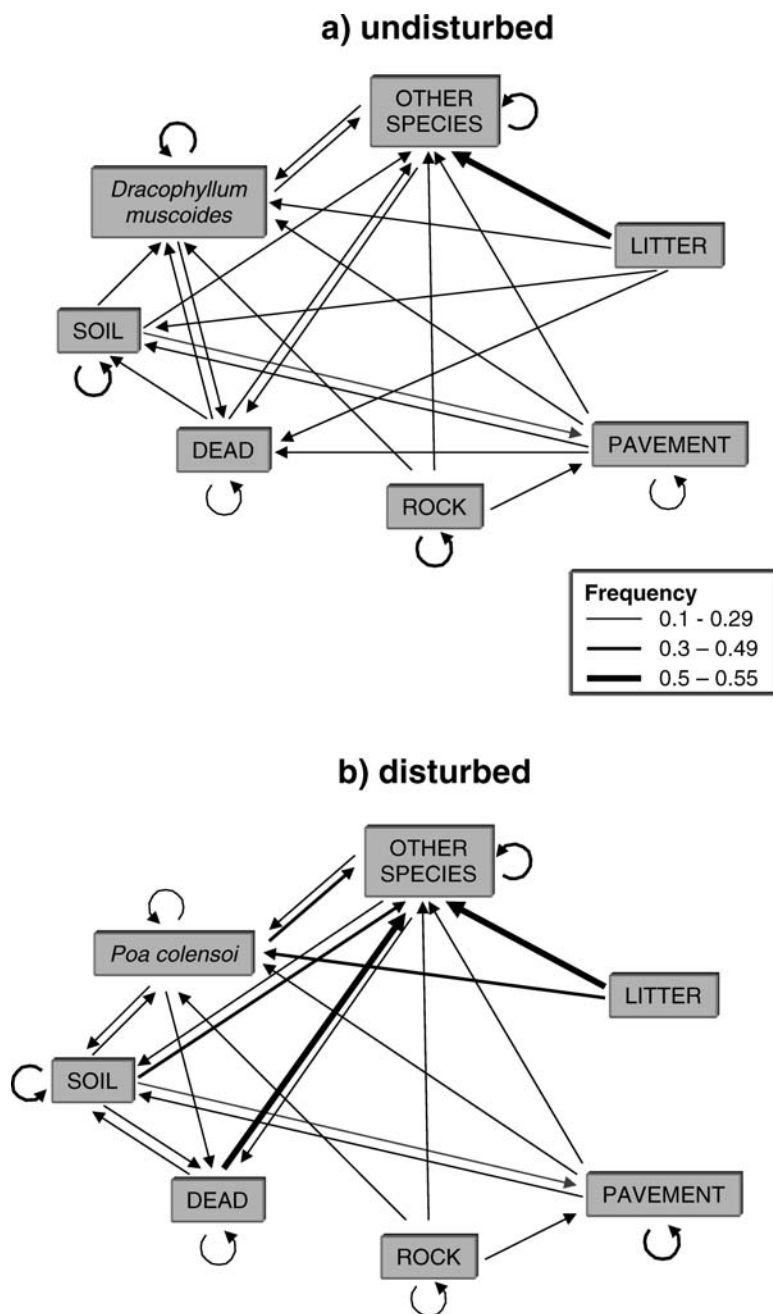 a) undisturbed
OTHER
SPECIES
Dracophyllum
muscoides
LITTER
SOIL
DEAD
PAVEMENT
ROCK
Frequency
0.1 - 0.29
0.3 – 0.49
0.5 – 0.55
b) disturbed
OTHER
SPECIES
Poa colensoi
LITTER
SOIL
DEAD
PAVEMENT
ROCK